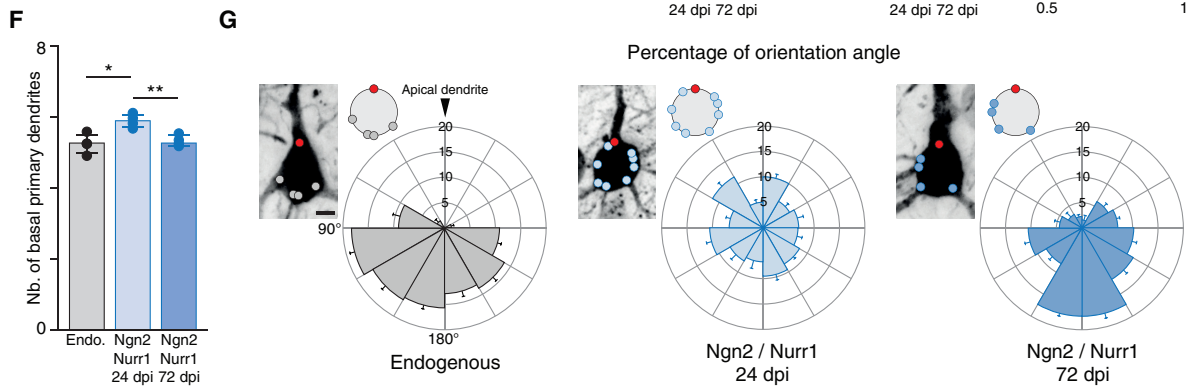 24 dpi 72 dpi
24 dpi 72 dpi
0.5
1
F
G
Percentage of orientation angle
8
0
Nb. of basal primary dendrites
*
**
Endo.
Ngn2
Nurr1
24 dpi
Ngn2
Nurr1
72 dpi
Apical dendrite
20
15
10
5
90°
180°
Endogenous
20
15
10
5
Ngn2 / Nurr1
24 dpi
20
15
10
5
Ngn2 / Nurr1
72 dpi